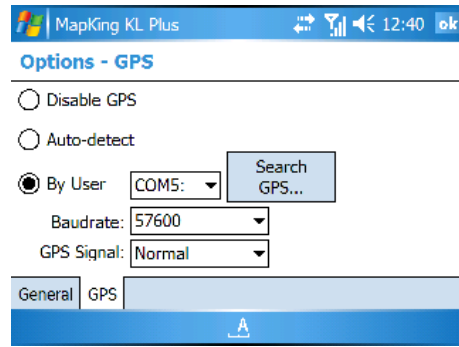 MapKing KL Plus 12:40 ok
Options - GPS
Disable GPS
Auto-detect
By User COM5: Search GPS...
Baudrate: 57600
GPS Signal: Normal
General GPS
A